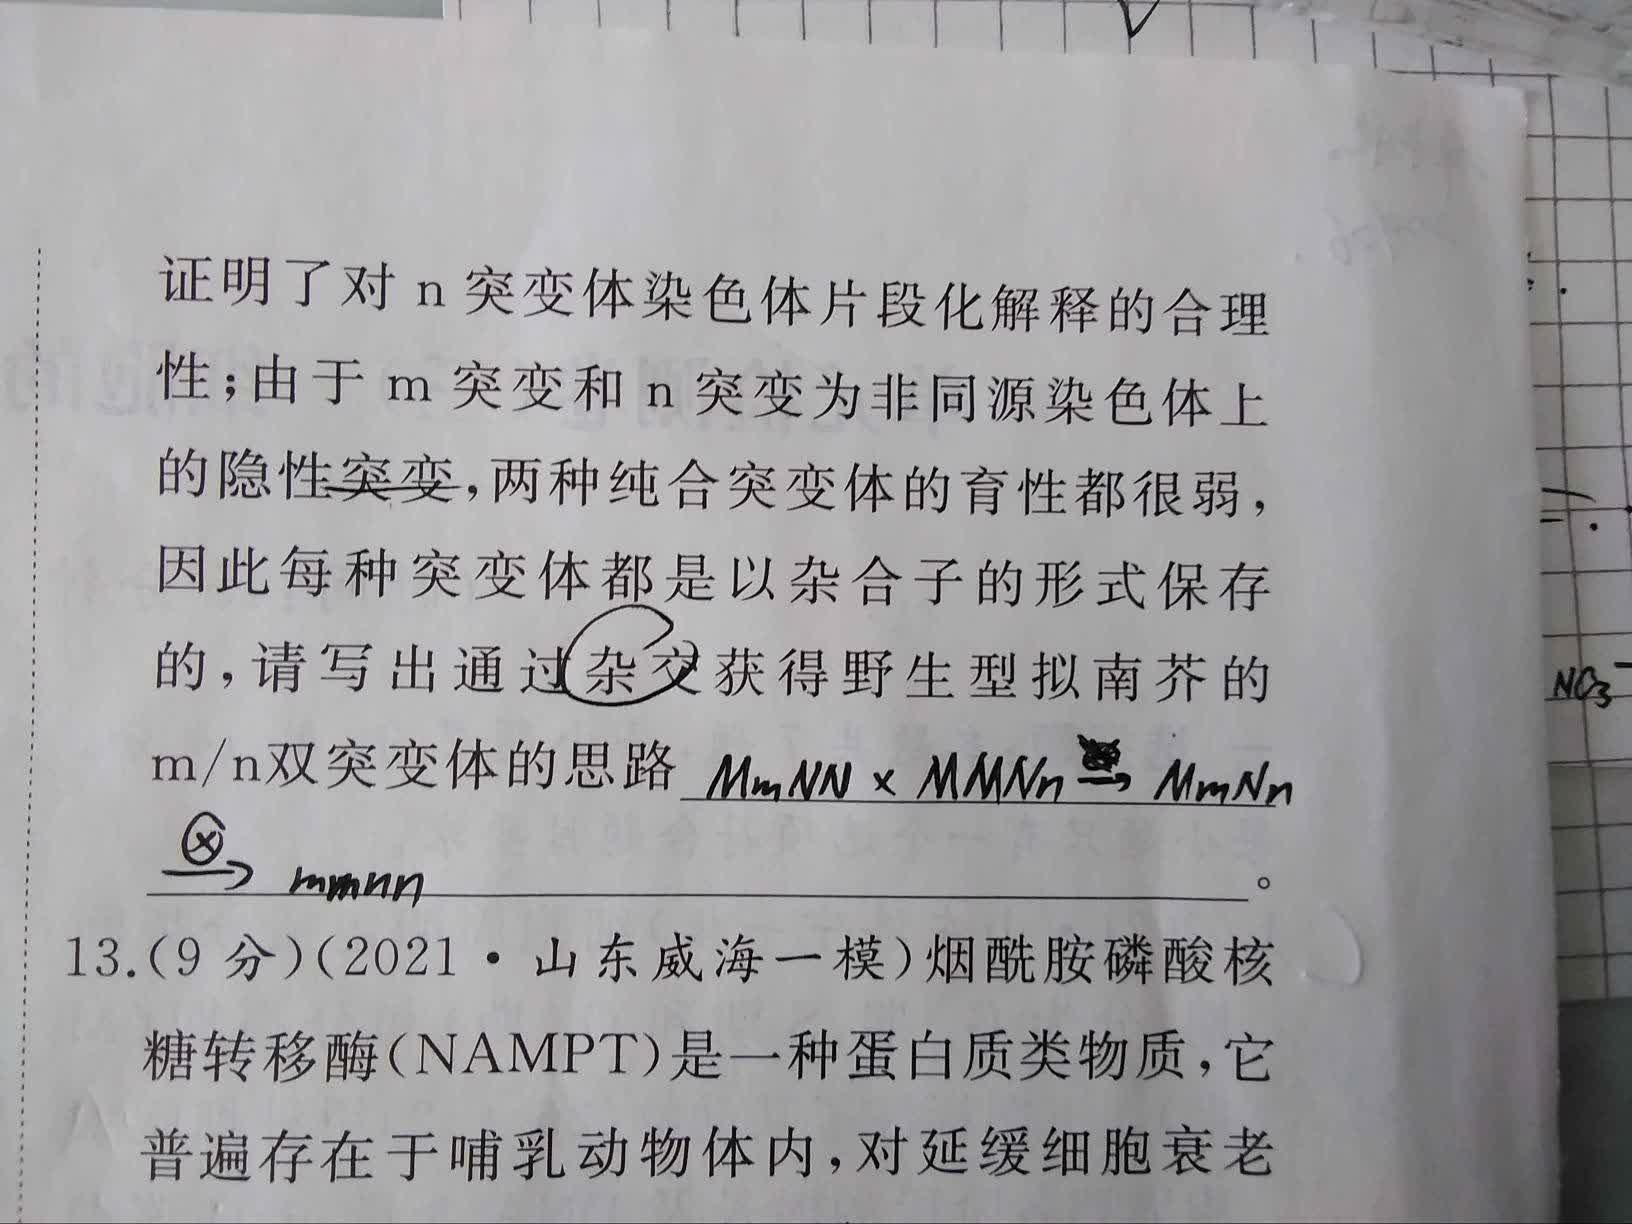 证明了对 n 突变体染色体片段化解释的合理
性;由于 m 突变和 n 突变为非同源染色体上
的隐性突变,两种纯合突变体的育性都很弱,
因此每种突变体都是以杂合子的形式保存
的,请写出通过杂交获得野生型拟南芥的
m/n双突变体的思路 MmNN × MMNn → MmNn
⊗→ mmnn 。
13.(9 分)(2021·山东威海一模)烟酰胺磷酸核
糖转移酶(NAMPT)是一种蛋白质类物质,它
普遍存在于哺乳动物体内,对延缓细胞衰老
NO₃⁻